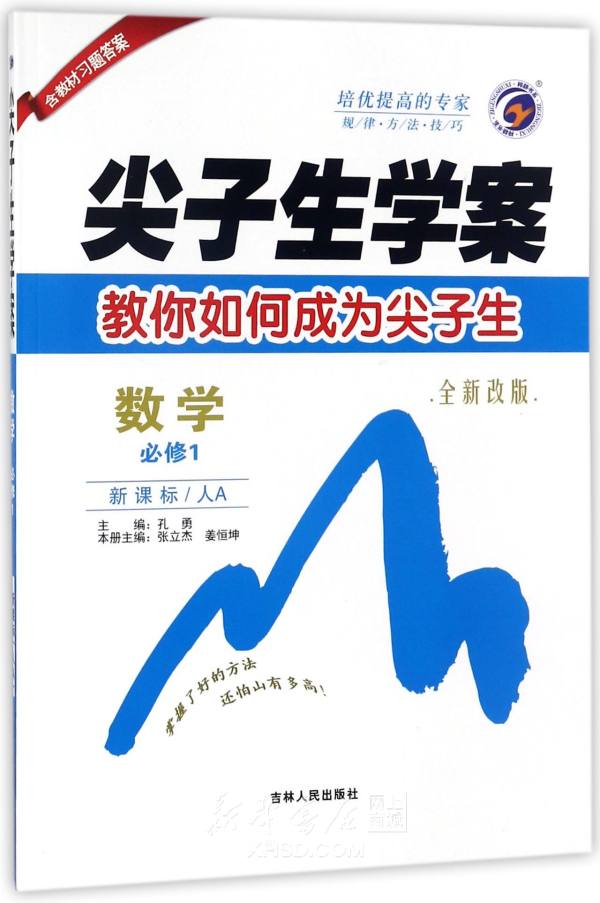 含教材习题答案
培优提高的专家
规/律·方/法·技/巧
尖子生学案
教你如何成为尖子生
数学
必修1
.全新改版.
新课标/人A
主 编:孔 勇
本册主编:张立杰 姜恒坤
掌握了好的方法
还怕山有多高!
吉林人民出版社
新华书店
网上商城
XHSD.COM